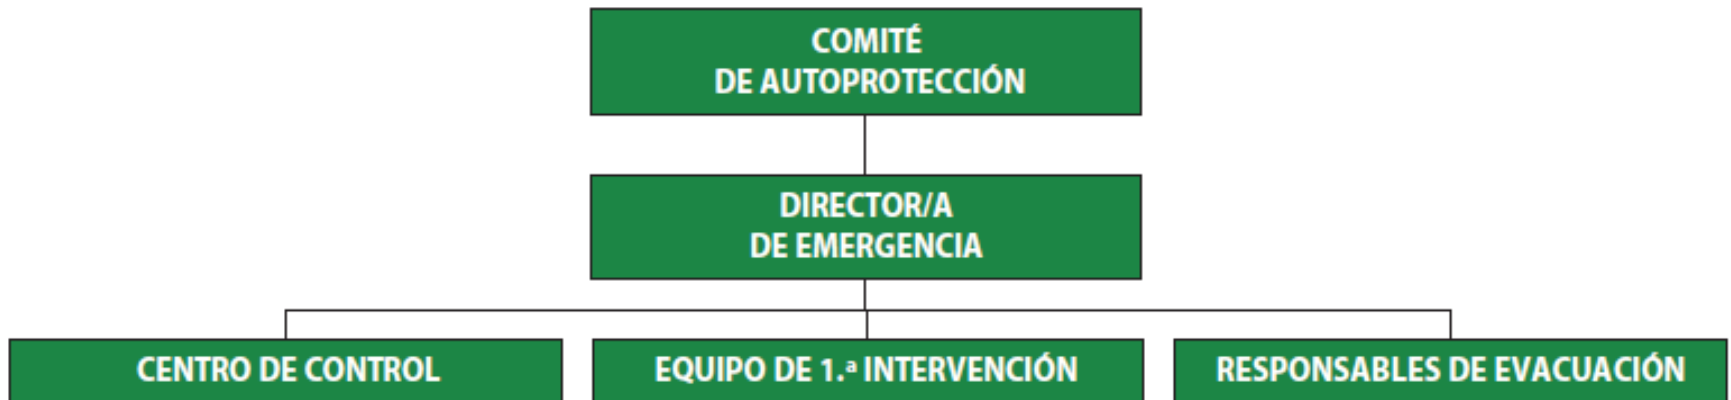 COMITÉ
DE AUTOPROTECCIÓN
DIRECTOR/A
DE EMERGENCIA
CENTRO DE CONTROL
EQUIPO DE 1.ª INTERVENCIÓN
RESPONSABLES DE EVACUACIÓN